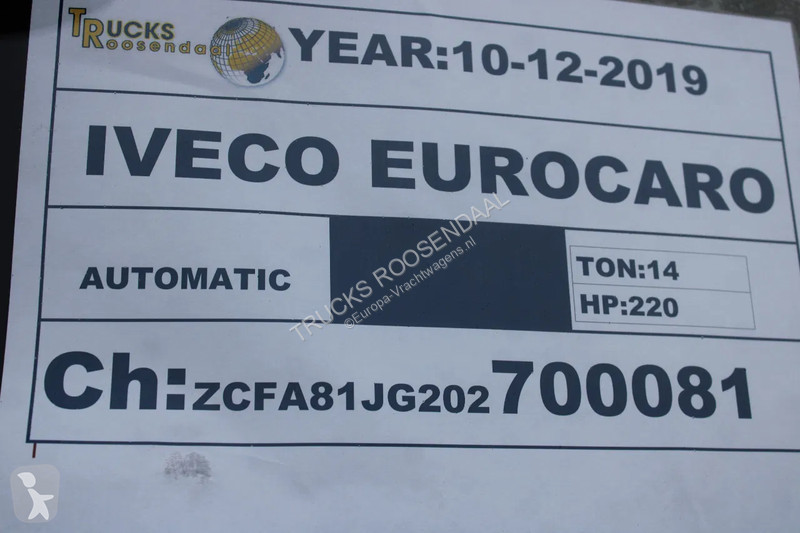 TRUCKS
Roosendaal
YEAR:10-12-2019
IVECO EUROCARO
AUTOMATIC
TON:14
HP:220
Ch:ZCFA81JG202700081
TRUCKS ROOSENDAAL
©Europa-Vrachtwagens.nl